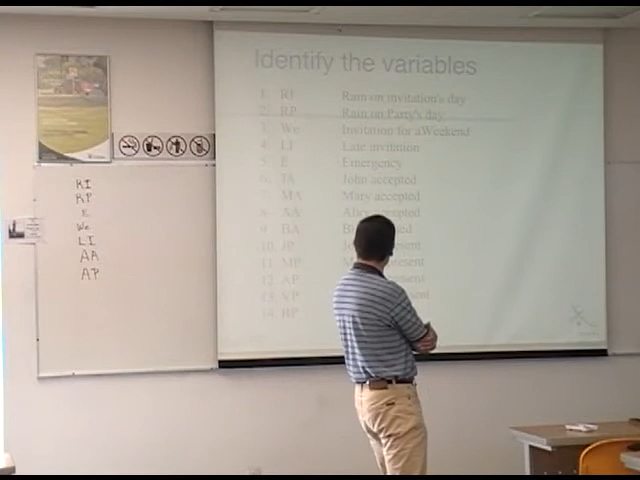 Identify the variables
1. RI Rain on invitation's day
2. RP Rain on Party's day
3. We Invitation for aWeekend
4. LI Late invitation
5. E Emergency
6. JA John accepted
7. MA Mary accepted
8. AA accepted
9. BA
10. JP
11. MP
12. AP
13.
14. BP
RI
RP
E
We
LI
AA
AP